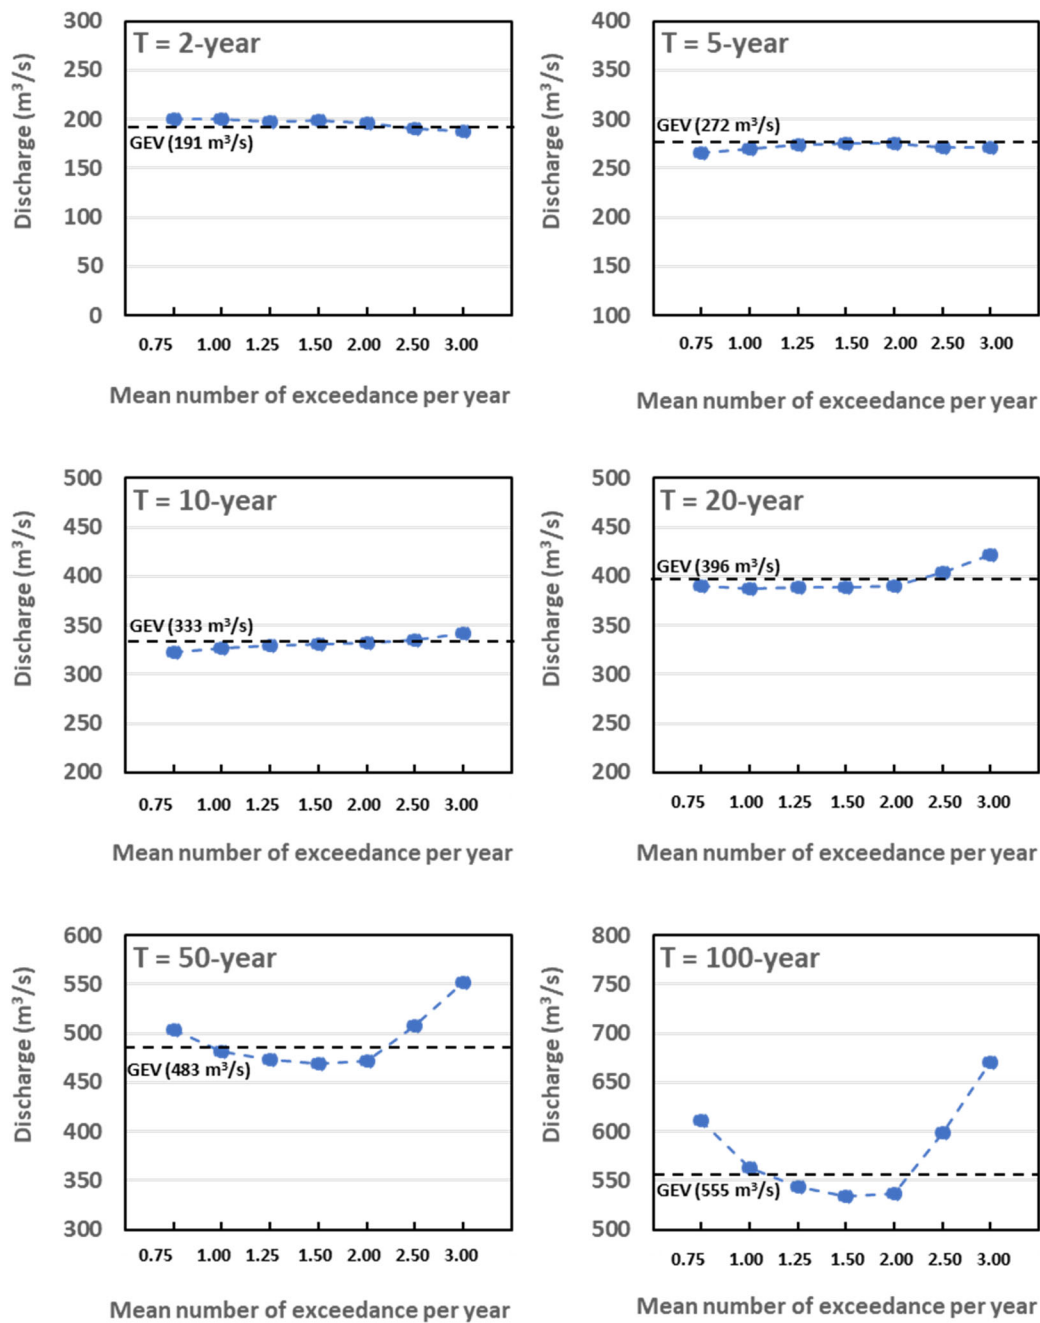 T = 2-year
Discharge (m³/s)
300
250
200
150
100
50
0
GEV (191 m³/s)
0.75 1.00 1.25 1.50 2.00 2.50 3.00
Mean number of exceedance per year
T = 5-year
Discharge (m³/s)
400
350
300
250
200
150
100
GEV (272 m³/s)
0.75 1.00 1.25 1.50 2.00 2.50 3.00
Mean number of exceedance per year
T = 10-year
Discharge (m³/s)
500
450
400
350
300
250
200
GEV (333 m³/s)
0.75 1.00 1.25 1.50 2.00 2.50 3.00
Mean number of exceedance per year
T = 20-year
Discharge (m³/s)
500
450
400
350
300
250
200
GEV (396 m³/s)
0.75 1.00 1.25 1.50 2.00 2.50 3.00
Mean number of exceedance per year
T = 50-year
Discharge (m³/s)
600
550
500
450
400
350
300
GEV (483 m³/s)
0.75 1.00 1.25 1.50 2.00 2.50 3.00
Mean number of exceedance per year
T = 100-year
Discharge (m³/s)
800
750
700
650
600
550
500
GEV (555 m³/s)
0.75 1.00 1.25 1.50 2.00 2.50 3.00
Mean number of exceedance per year